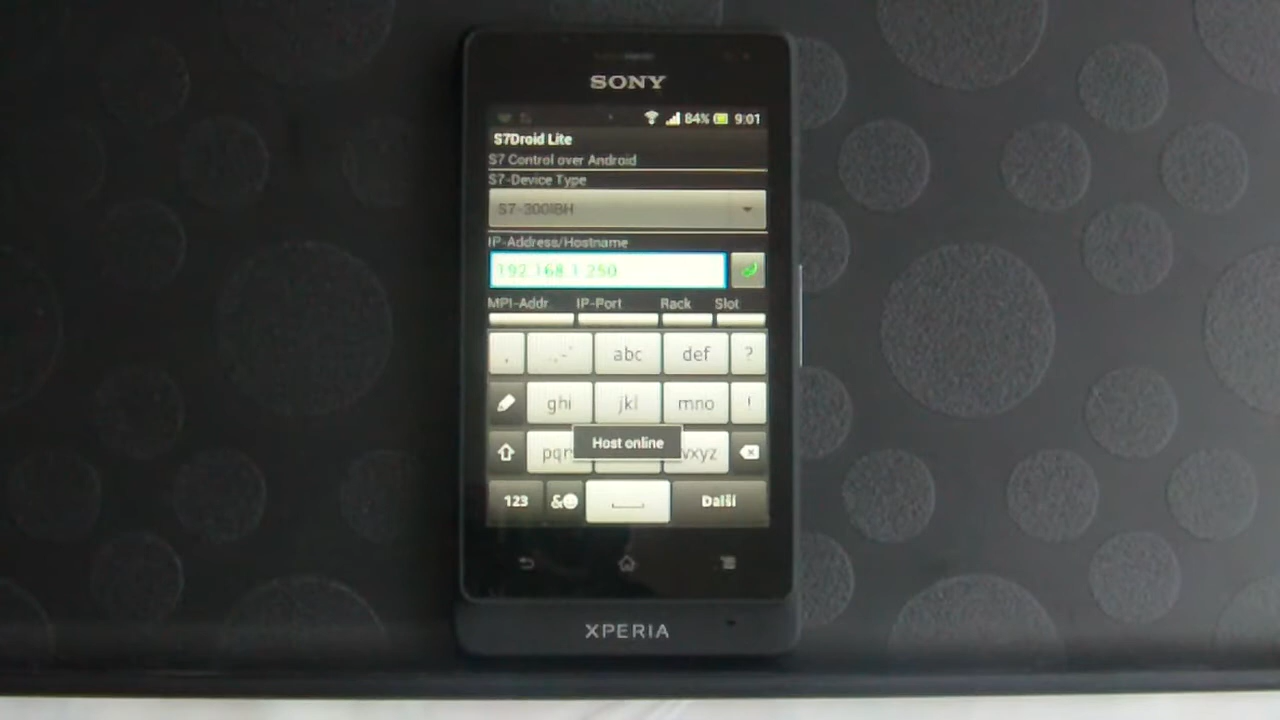 SONY
84% 9:01
S7Droid Lite
S7 Control over Android
S7-Device Type
S7-300IBH
IP-Address/Hostname
192.168.1.250
MPI-Addr. IP-Port Rack Slot
. .,-' abc def ?
ghi jkl mno !
Host online
123 & Další
XPERIA